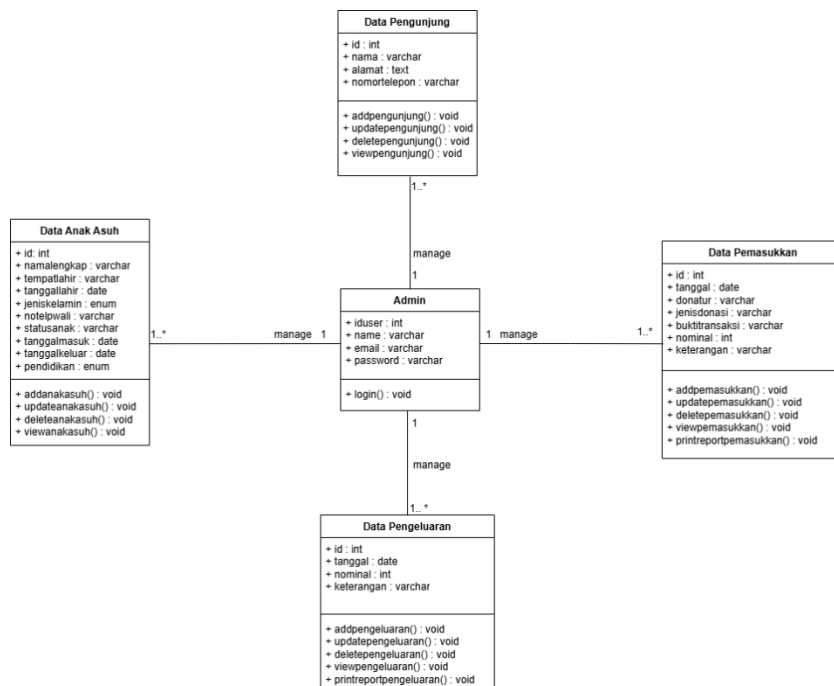 Data Pengunjung
+ id : int
+ nama : varchar
+ alamat : text
+ nomortelepon : varchar
+ addpengunjung() : void
+ updatepengunjung() : void
+ deletepengunjung() : void
+ viewpengunjung() : void
1..*
manage
1
Data Anak Asuh
+ id: int
+ namalengkap : varchar
+ tempatlahir : varchar
+ tanggallahir : date
+ jeniskelamin : enum
+ notelpwali : varchar
+ statusanak : varchar
+ tanggalmasuk : date
+ tanggalkeluar : date
+ pendidikan : enum
+ addanakasuh() : void
+ updateanakasuh() : void
+ deleteanakasuh() : void
+ viewanakasuh() : void
1..*
manage 1
Admin
+ iduser : int
+ name : varchar
+ email : varchar
+ password : varchar
+ login() : void
1 manage
1..*
Data Pemasukkan
+ id : int
+ tanggal : date
+ donatur : varchar
+ jenisdonasi : varchar
+ buktitransaksi : varchar
+ nominal : int
+ keterangan : varchar
+ addpemasukkan() : void
+ updatepemasukkan() : void
+ deletepemasukkan() : void
+ viewpemasukkan() : void
+ printreportpemasukkan() : void
1
manage
1.. *
Data Pengeluaran
+ id : int
+ tanggal : date
+ nominal : int
+ keterangan : varchar
+ addpengeluaran() : void
+ updatepengeluaran() : void
+ deletepengeluaran() : void
+ viewpengeluaran() : void
+ printreportpengeluaran() : void